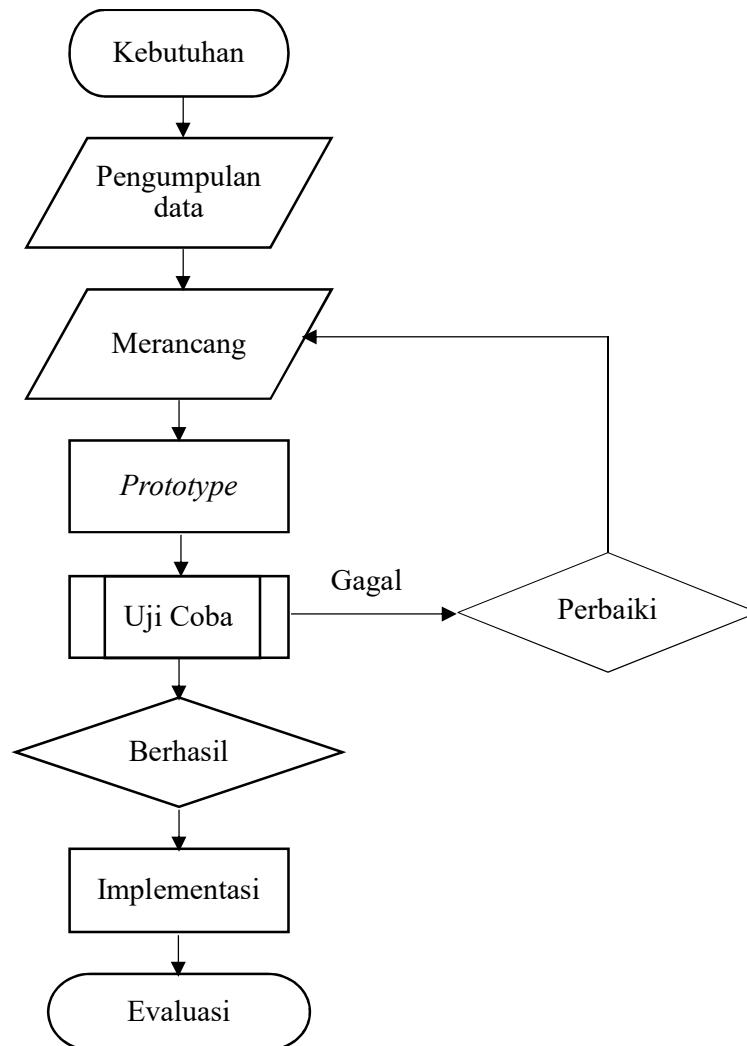 Kebutuhan
Pengumpulan
data
Merancang
Prototype
Uji Coba
Gagal
Perbaiki
Berhasil
Implementasi
Evaluasi